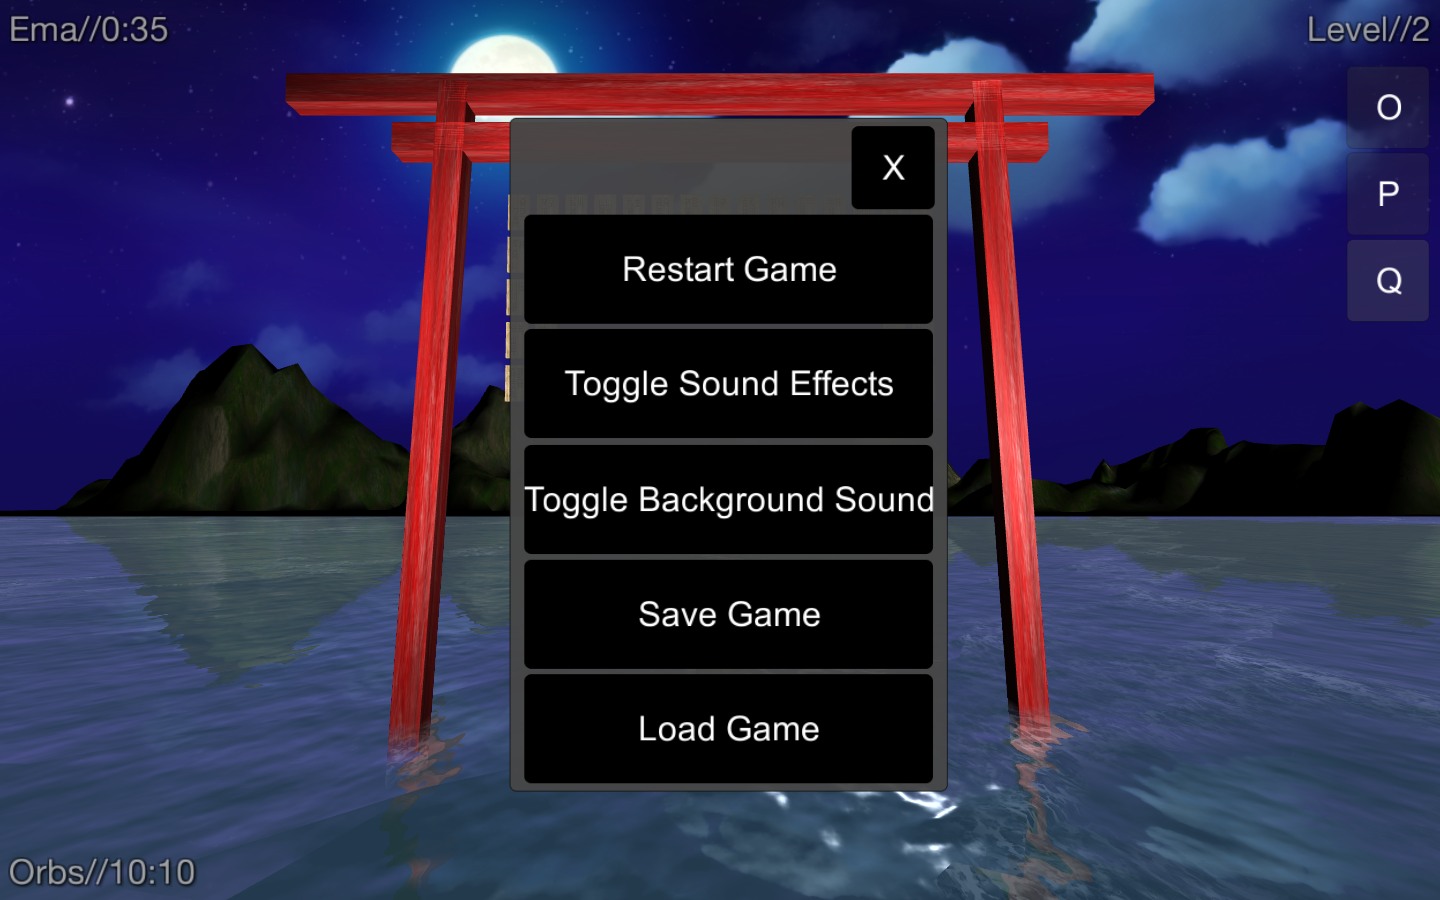 Ema//0:35
Level//2
O
P
Q
X
Restart Game
Toggle Sound Effects
Toggle Background Sound
Save Game
Load Game
Orbs//10:10